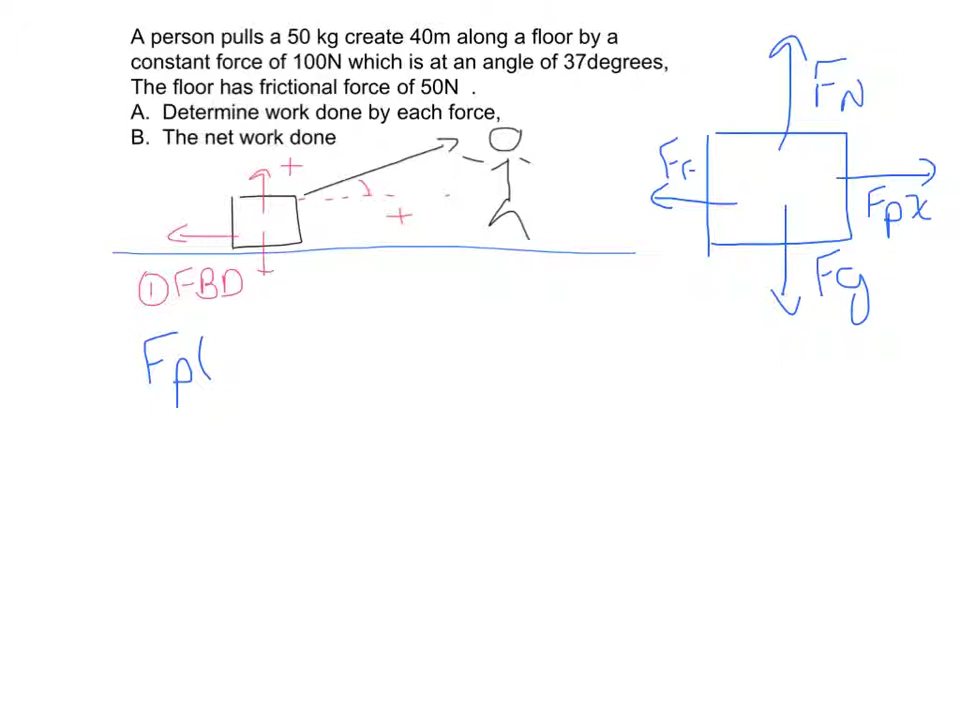 A person pulls a 50 kg create 40m along a floor by a
constant force of 100N which is at an angle of 37degrees,
The floor has frictional force of 50N .
A. Determine work done by each force,
B. The net work done
+
+
① FBD
Fp(
FN
FF
Fpx
Fg